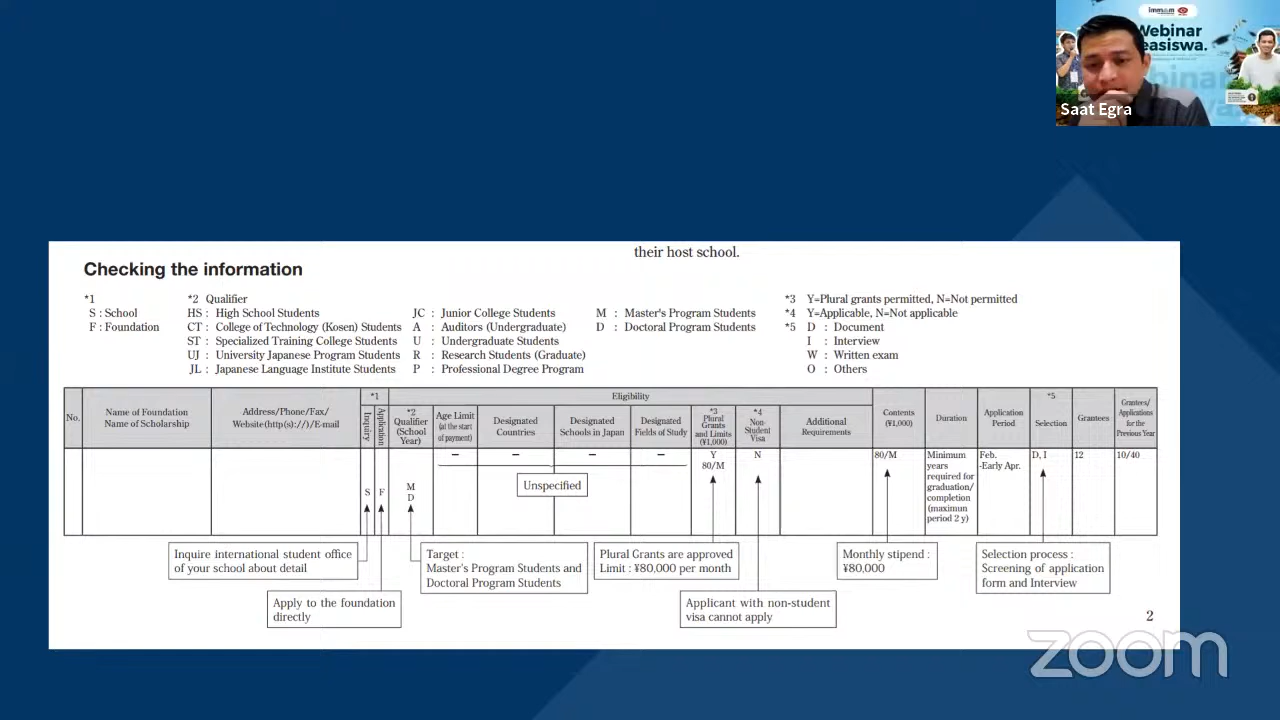 immam
Webinar
easiswa.
Saat Egra
their host school.
Checking the information
*1
S : School
F : Foundation
*2 Qualifier
HS : High School Students
CT : College of Technology (Kosen) Students
ST : Specialized Training College Students
UJ : University Japanese Program Students
JL : Japanese Language Institute Students
JC : Junior College Students
A : Auditors (Undergraduate)
U : Undergraduate Students
R : Research Students (Graduate)
P : Professional Degree Program
M : Master's Program Students
D : Doctoral Program Students
*3 Y=Plural grants permitted, N=Not permitted
*4 Y=Applicable, N=Not applicable
*5 D : Document
I : Interview
W : Written exam
O : Others
No.
Name of Foundation
Name of Scholarship
Address/Phone/Fax/
Website(http(s)://)/E-mail
*1
Inquiry
Application
Eligibility
*2
Qualifier
(School
Year)
Age Limit
(at the start
of payment)
Designated
Countries
Designated
Schools in Japan
Designated
Fields of Study
*3
Plural
Grants
and Limits
(¥1,000)
*4
Non-
Student
Visa
Additional
Requirements
Contents
(¥1,000)
Duration
Application
Period
*5
Selection
Grantees
Grantees/
Applications
for the
Previous Year
S
F
M
D
– – – –
Unspecified
Y
80/M
N
80/M
Minimum
years
required for
graduation/
completion
(maximun
period 2 y)
Feb.
-Early Apr.
D, I
12
10/40
Inquire international student office
of your school about detail
Apply to the foundation
directly
Target :
Master's Program Students and
Doctoral Program Students
Plural Grants are approved
Limit : ¥80,000 per month
Applicant with non-student
visa cannot apply
Monthly stipend :
¥80,000
Selection process :
Screening of application
form and Interview
2
zoom